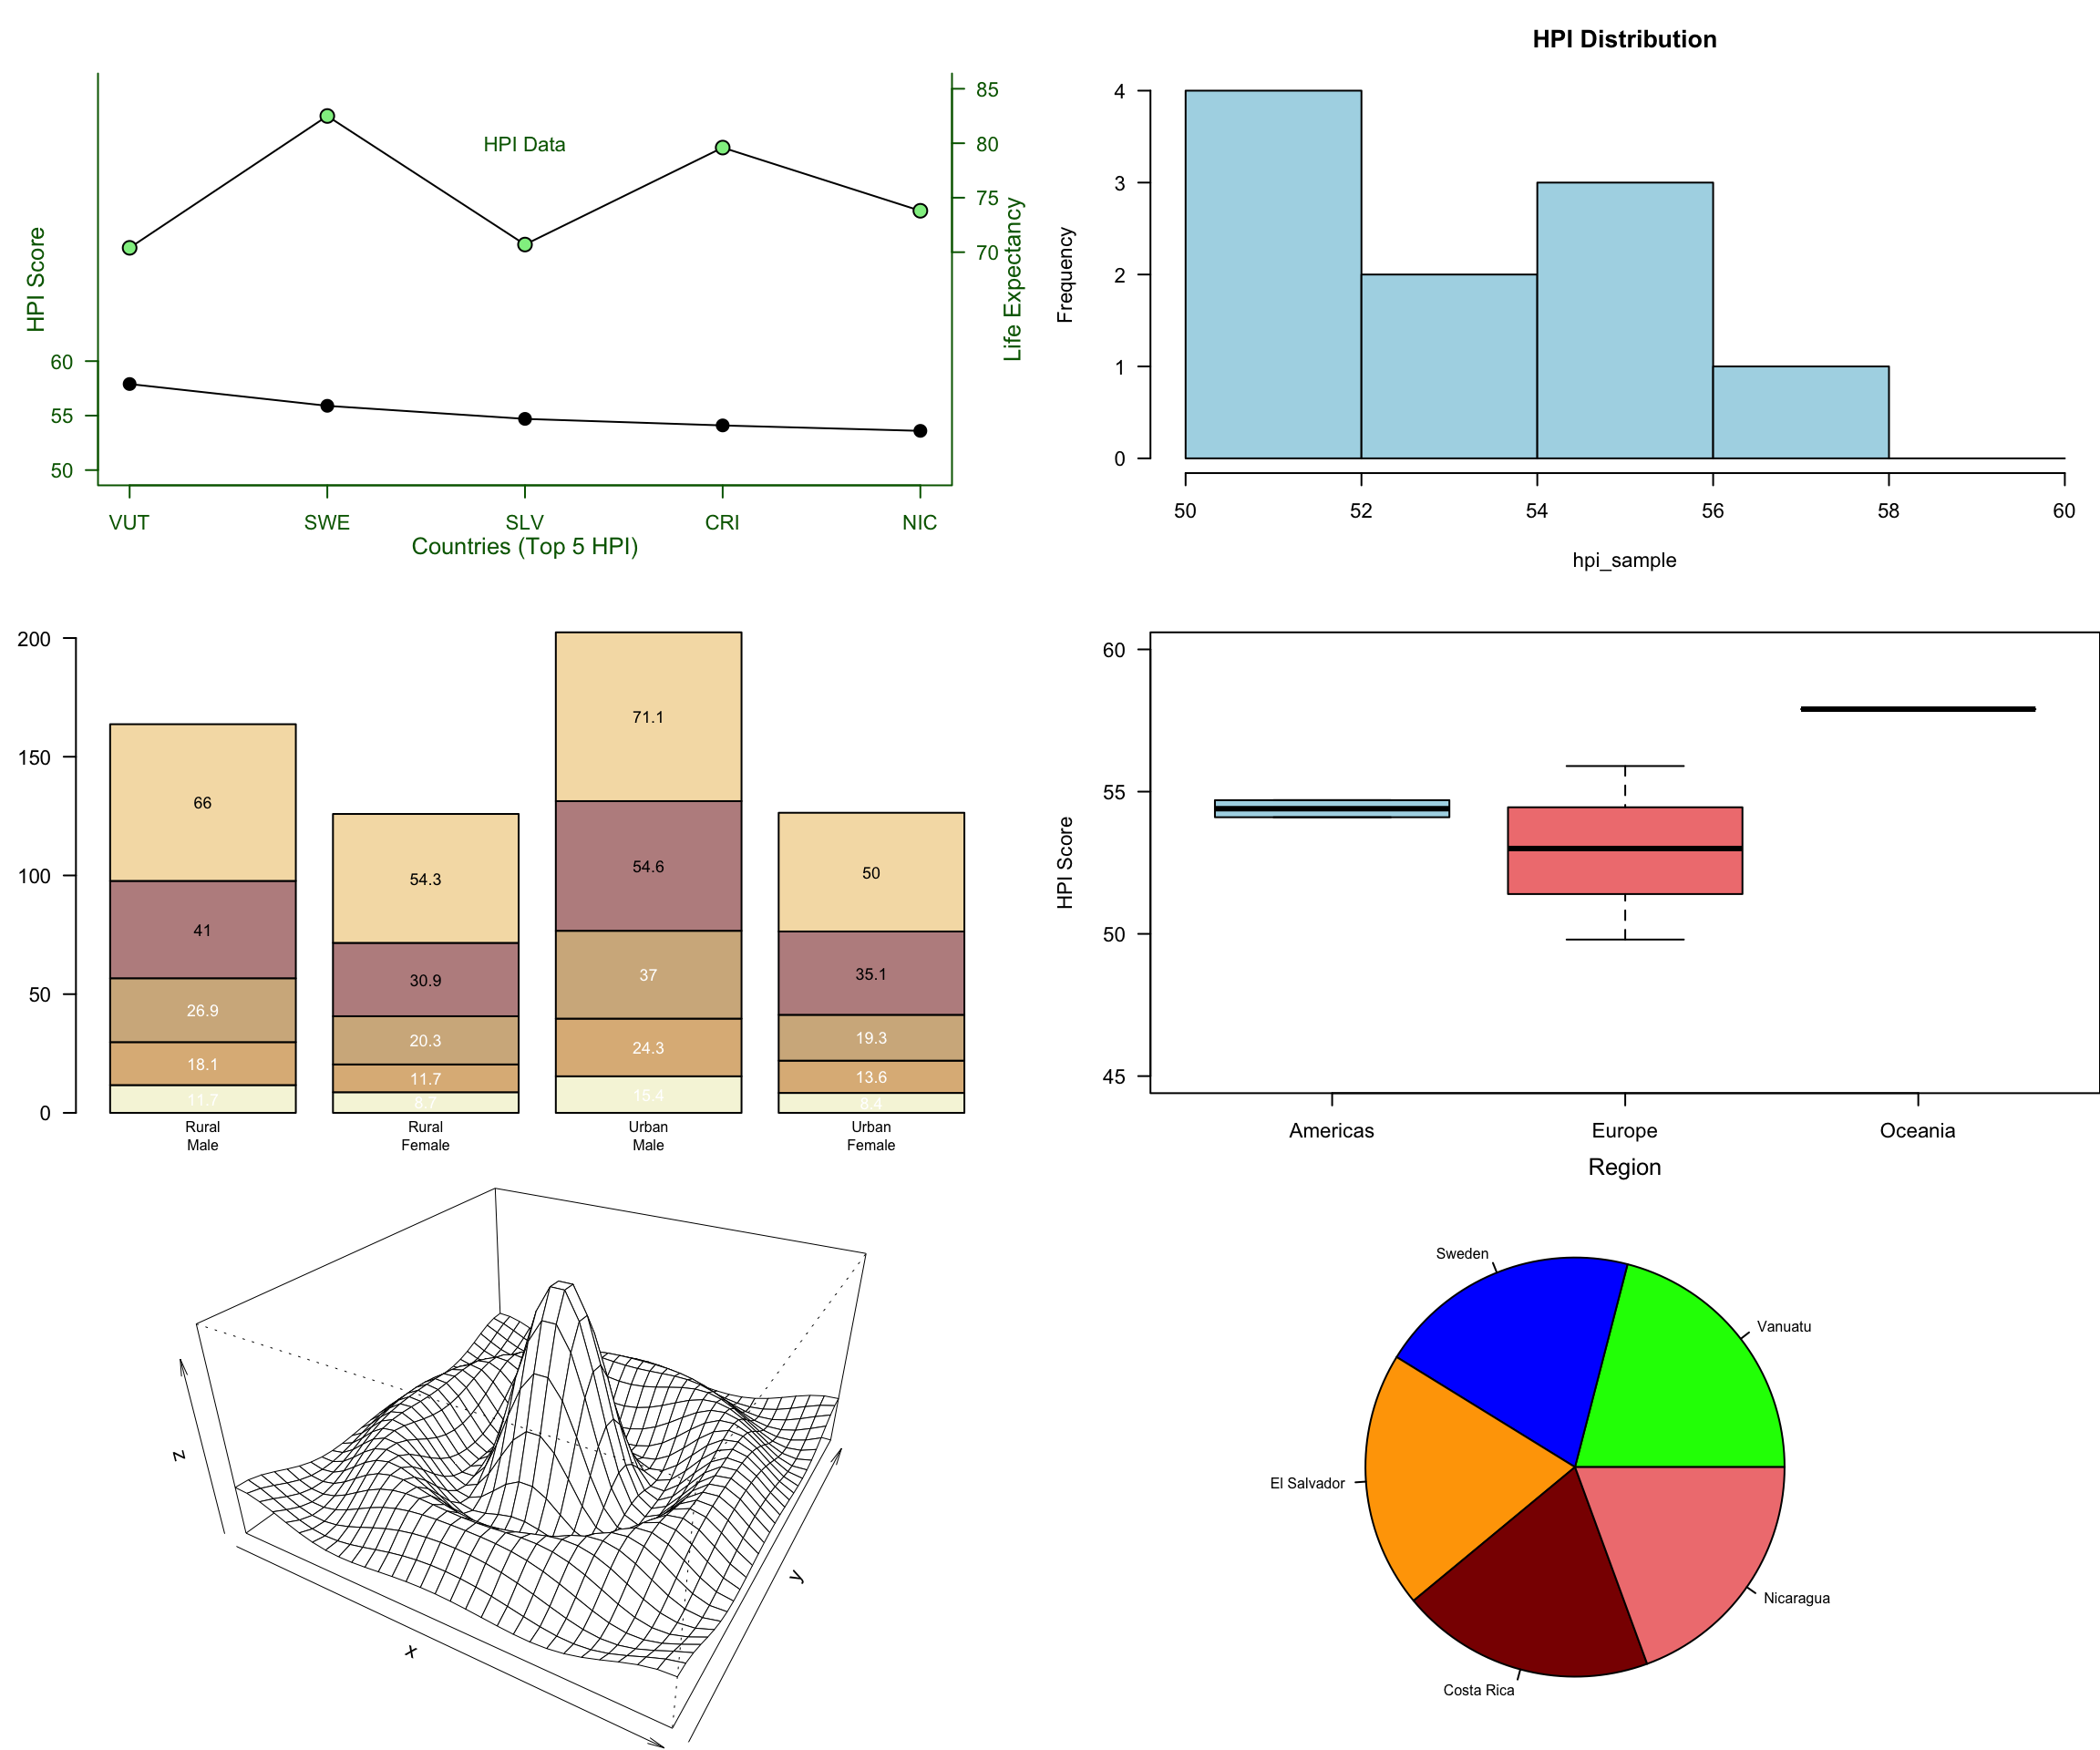 HPI Data
HPI Score
60
55
50
85
80
75
70
Life Expectancy
VUT SWE SLV CRI NIC
Countries (Top 5 HPI)
HPI Distribution
Frequency
4
3
2
1
0
50 52 54 56 58 60
hpi_sample
200
150
100
50
0
66
41
26.9
18.1
11.7
Rural
Male
54.3
30.9
20.3
11.7
8.7
Rural
Female
71.1
54.6
37
24.3
15.4
Urban
Male
50
35.1
19.3
13.6
8.4
Urban
Female
HPI Score
60
55
50
45
Americas Europe Oceania
Region
z
x
y
Sweden
Vanuatu
El Salvador
Nicaragua
Costa Rica